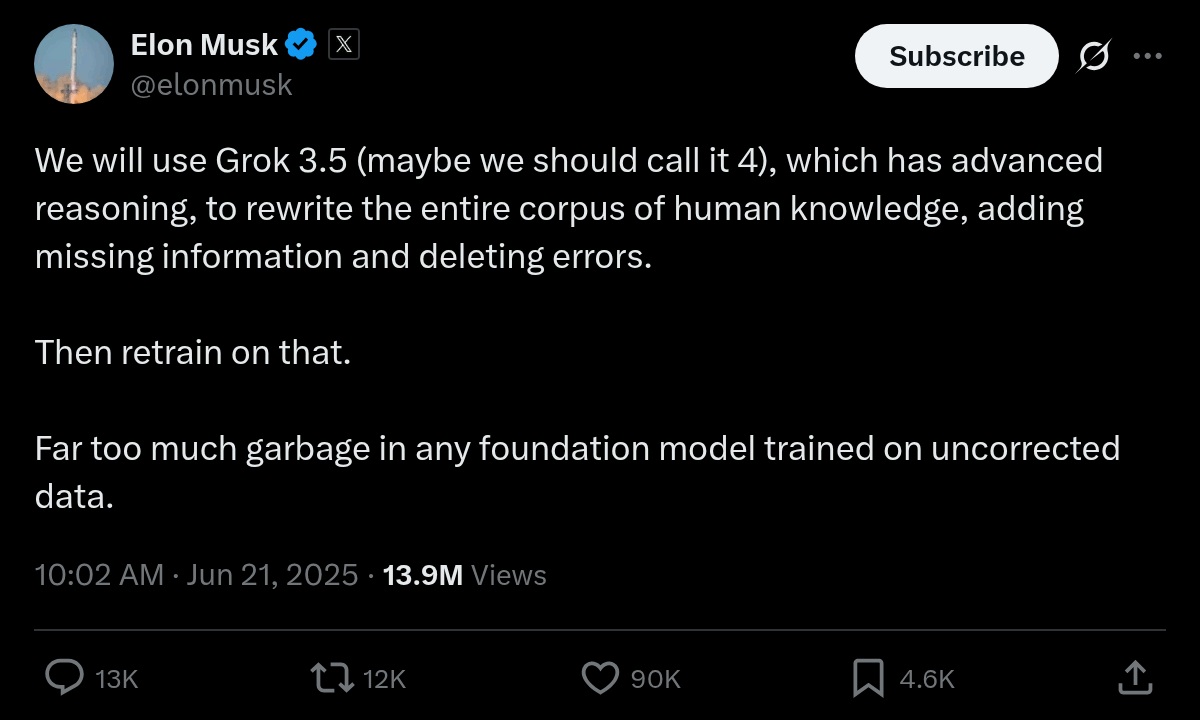 Elon Musk
@elonmusk
Subscribe
We will use Grok 3.5 (maybe we should call it 4), which has advanced
reasoning, to rewrite the entire corpus of human knowledge, adding
missing information and deleting errors.
Then retrain on that.
Far too much garbage in any foundation model trained on uncorrected
data.
10:02 AM · Jun 21, 2025 · 13.9M Views
13K 12K 90K 4.6K